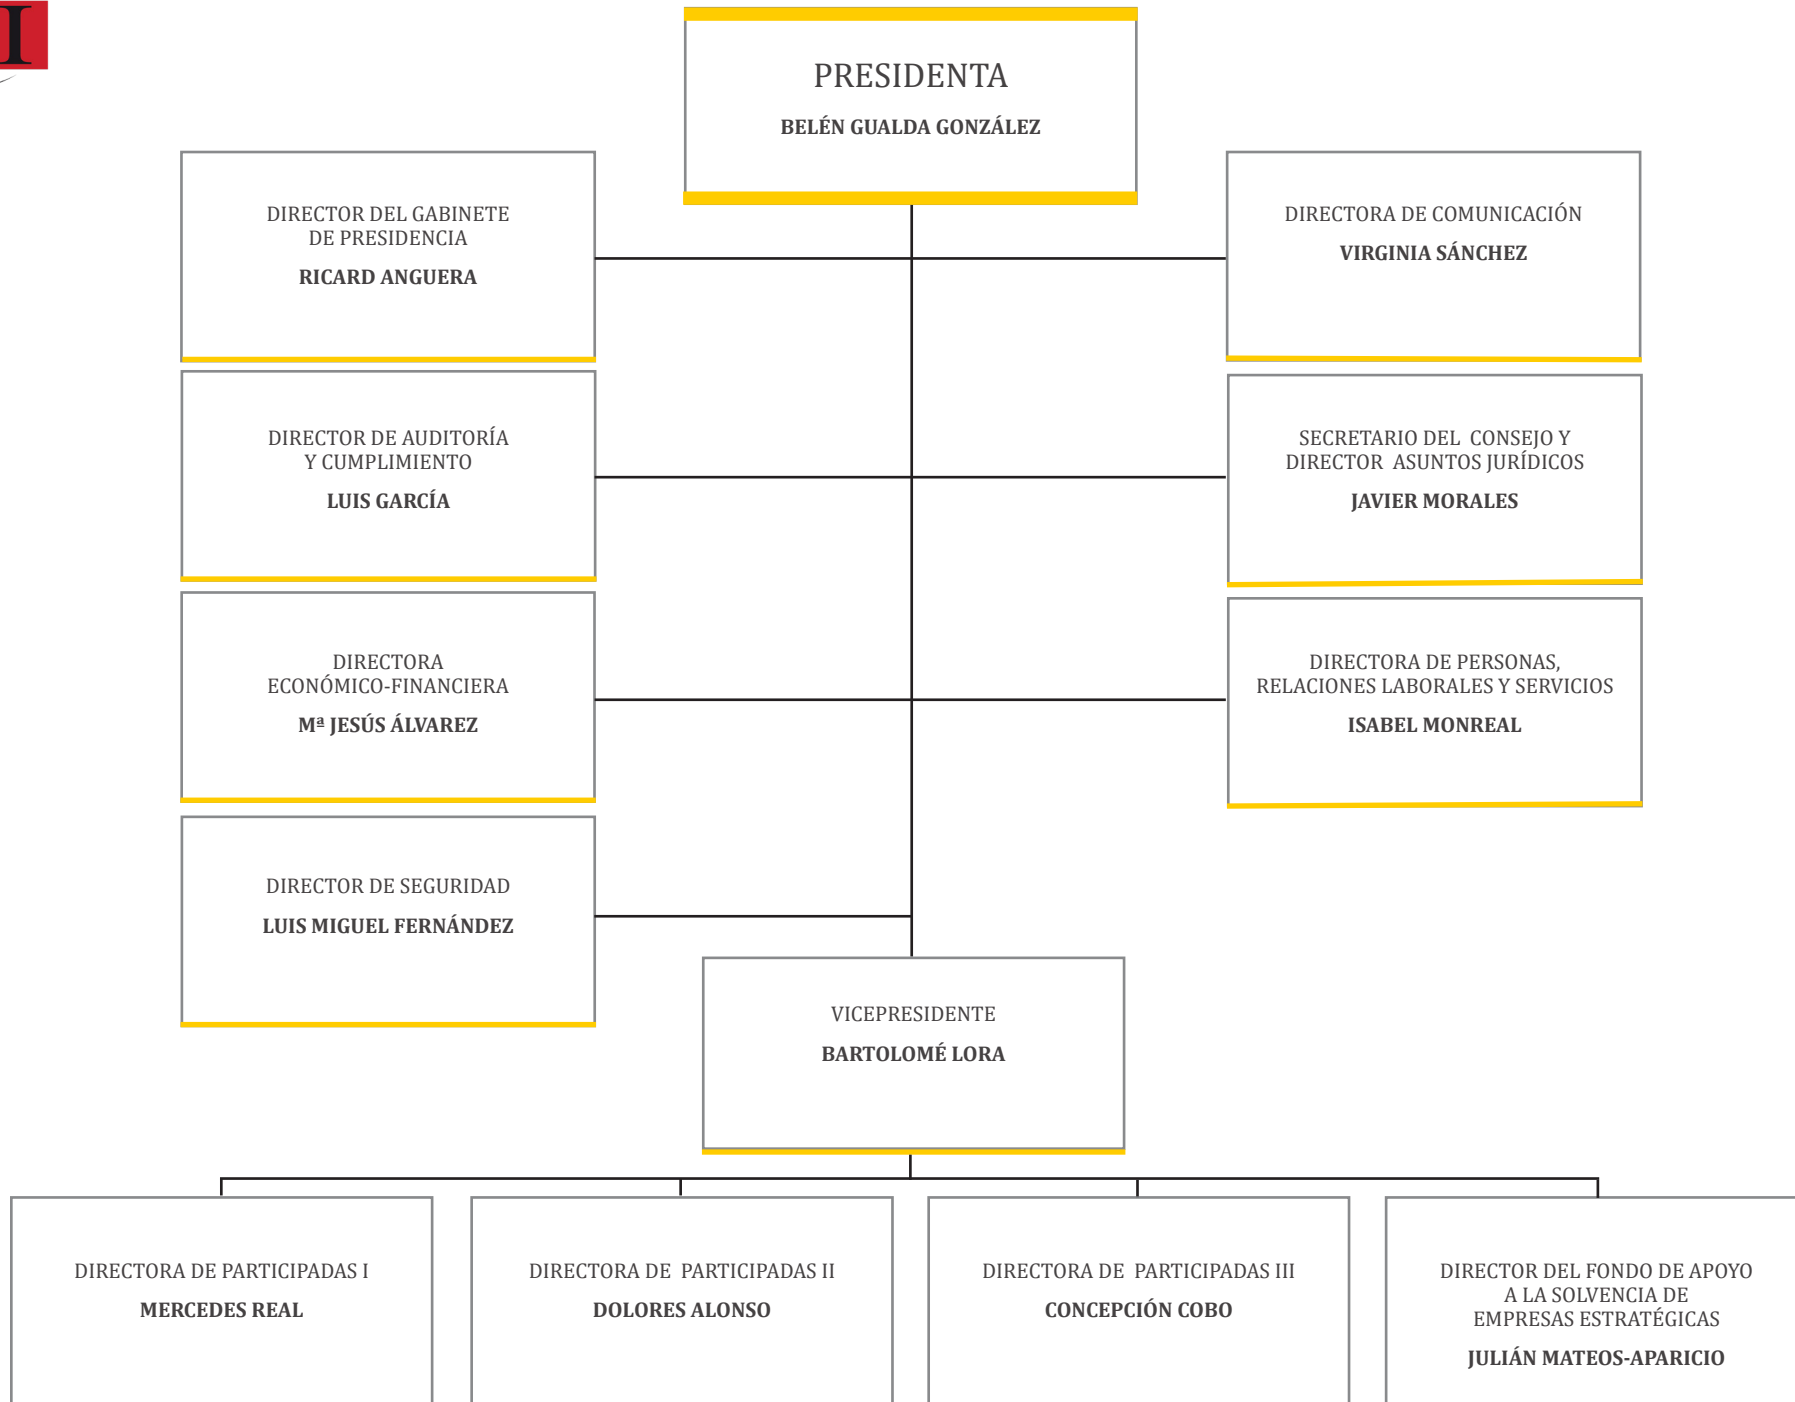 I
PRESIDENTA
BELÉN GUALDA GONZÁLEZ
DIRECTOR DEL GABINETE
DE PRESIDENCIA
RICARD ANGUERA
DIRECTORA DE COMUNICACIÓN
VIRGINIA SÁNCHEZ
DIRECTOR DE AUDITORÍA
Y CUMPLIMIENTO
LUIS GARCÍA
SECRETARIO DEL CONSEJO Y
DIRECTOR ASUNTOS JURÍDICOS
JAVIER MORALES
DIRECTORA
ECONÓMICO-FINANCIERA
Mª JESÚS ÁLVAREZ
DIRECTORA DE PERSONAS,
RELACIONES LABORALES Y SERVICIOS
ISABEL MONREAL
DIRECTOR DE SEGURIDAD
LUIS MIGUEL FERNÁNDEZ
VICEPRESIDENTE
BARTOLOMÉ LORA
DIRECTORA DE PARTICIPADAS I
MERCEDES REAL
DIRECTORA DE PARTICIPADAS II
DOLORES ALONSO
DIRECTORA DE PARTICIPADAS III
CONCEPCIÓN COBO
DIRECTOR DEL FONDO DE APOYO
A LA SOLVENCIA DE
EMPRESAS ESTRATÉGICAS
JULIÁN MATEOS-APARICIO